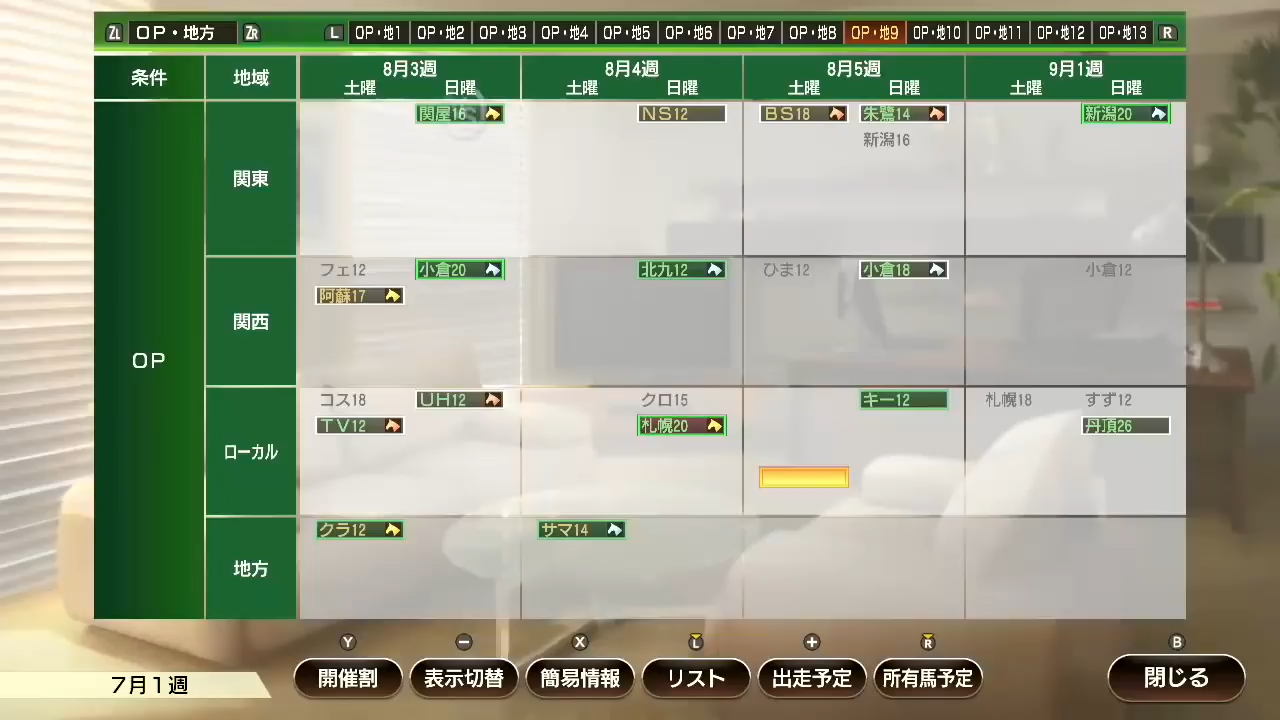 ZL OP・地方 ZR L OP・地1 OP・地2 OP・地3 OP・地4 OP・地5 OP・地6 OP・地7 OP・地8 OP・地9 OP・地10 OP・地11 OP・地12 OP・地13 R
条件 地域 8月3週 8月4週 8月5週 9月1週
土曜 日曜 土曜 日曜 土曜 日曜 土曜 日曜
OP
関東
関屋16 NS12 BS18 朱鷺14 新潟20
新潟16
関西
フェ12 小倉20 北九12 ひま12 小倉18 小倉12
阿蘇17
ローカル
コス18 UH12 クロ15 キー12 札幌18 すず12
TV12 札幌20 丹頂26
地方
クラ12 サマ14
Y − X L + R B
開催割 表示切替 簡易情報 リスト 出走予定 所有馬予定 閉じる
7月1週